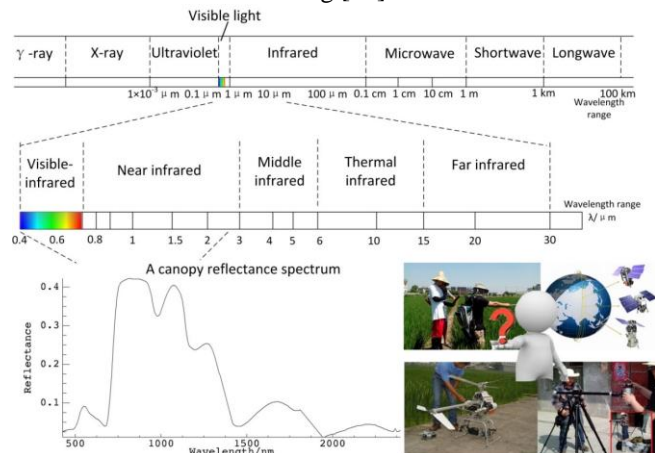 Visible light
γ -ray X-ray Ultraviolet Infrared Microwave Shortwave Longwave
1×10⁻³ μ m 0.1 μ m 1 μ m 10 μ m 100 μ m 0.1 cm 1 cm 10 cm 1 m 1 km 100 km
Wavelength
range
Visible-
infrared
Near infrared
Middle
infrared
Thermal
infrared
Far infrared
Wavelength range
λ/ μ m
0.4 0.6 0.8 1 1.5 2 3 4 5 6 10 15 20 30
A canopy reflectance spectrum
Reflectance
0.4
0.3
0.2
0.1
500 1000 1500 2000
Wavelength/nm
?